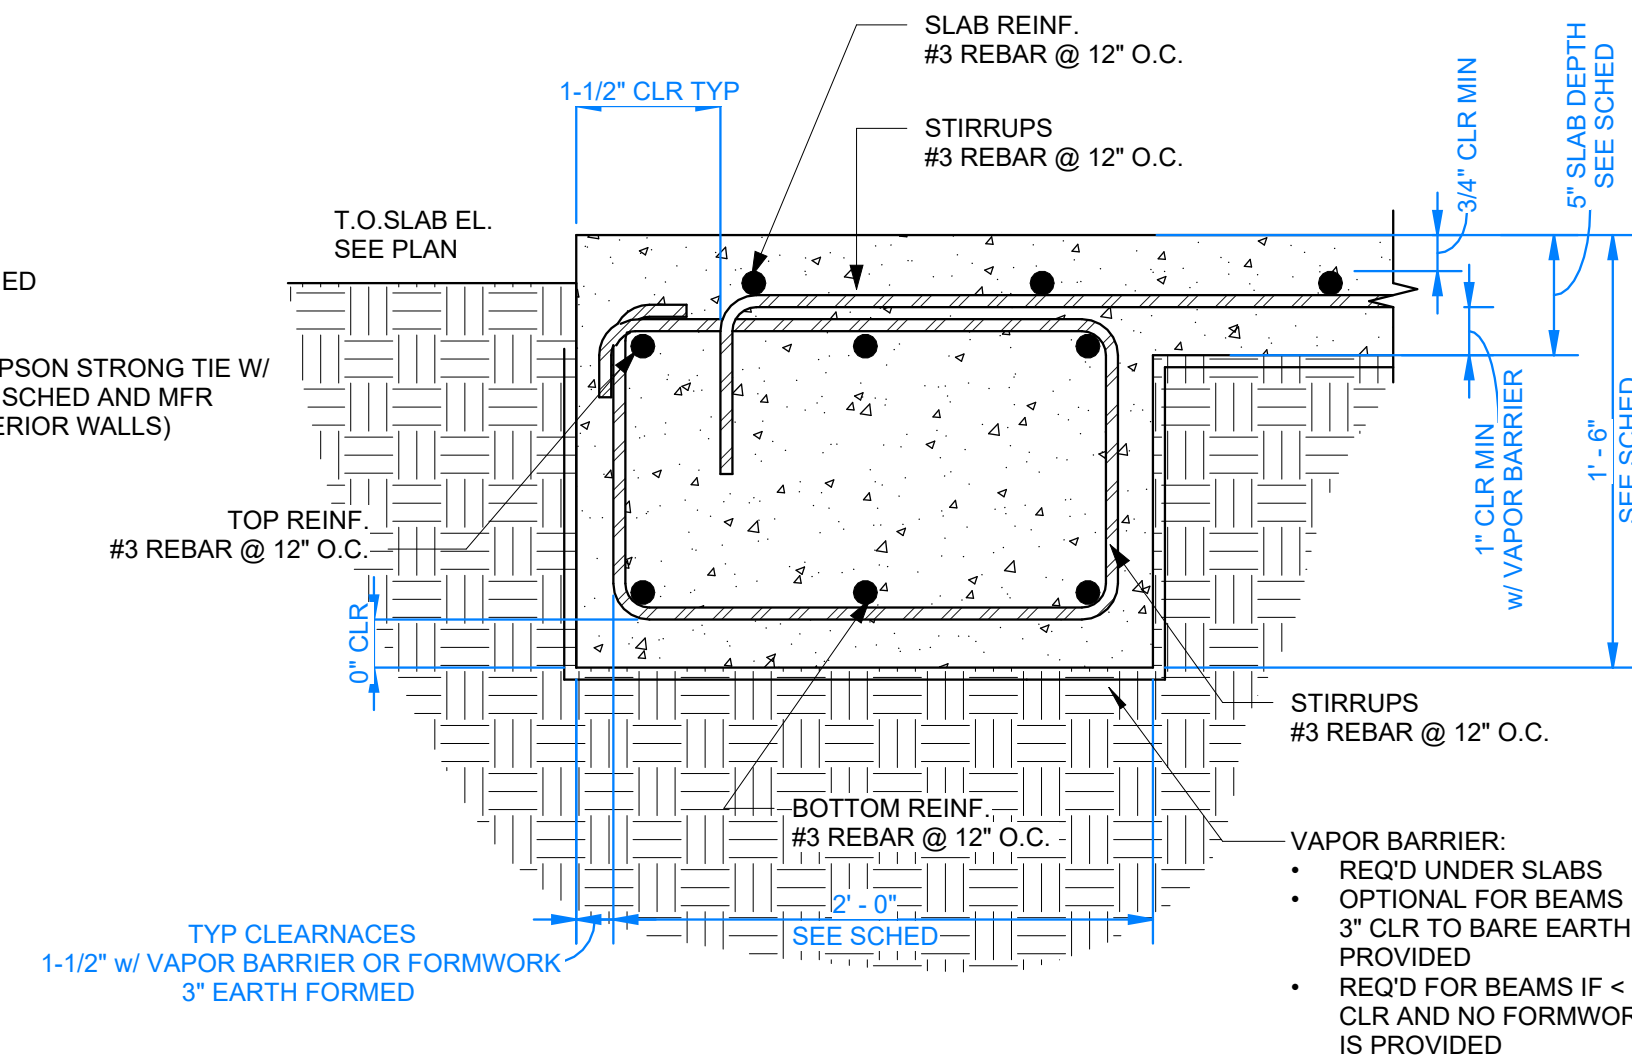 SLAB REINF.
#3 REBAR @ 12" O.C.
1-1/2" CLR TYP
STIRRUPS
#3 REBAR @ 12" O.C.
3/4" CLR MIN
5" SLAB DEPTH
SEE SCHED
T.O.SLAB EL.
SEE PLAN
ED
PSON STRONG TIE W/
SCHED AND MFR
ERIOR WALLS)
TOP REINF.
#3 REBAR @ 12" O.C.
1" CLR MIN
w/ VAPOR BARRIER
1' - 6"
SEE SCHED
0" CLR
STIRRUPS
#3 REBAR @ 12" O.C.
BOTTOM REINF.
#3 REBAR @ 12" O.C.
2' - 0"
SEE SCHED
TYP CLEARNACES
1-1/2" w/ VAPOR BARRIER OR FORMWORK
3" EARTH FORMED
VAPOR BARRIER:
• REQ'D UNDER SLABS
• OPTIONAL FOR BEAMS
3" CLR TO BARE EARTH
PROVIDED
• REQ'D FOR BEAMS IF <
CLR AND NO FORMWOR
IS PROVIDED